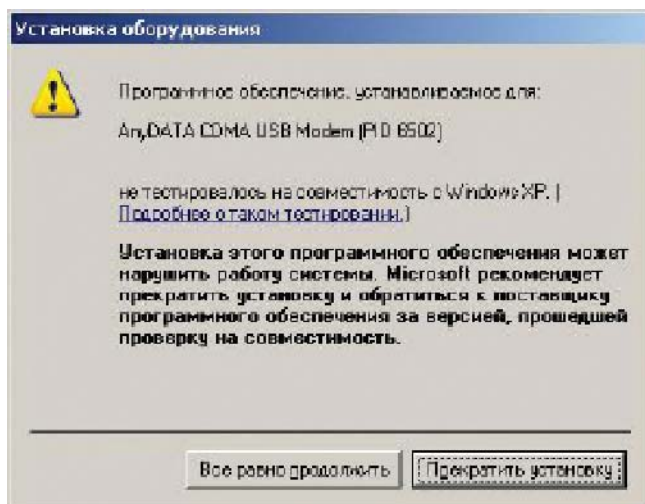 Установка оборудования
Программное обеспечение, устанавливаемое для:
AnyDATA CDMA USB Modem (PID 6502)
не тестировалось на совместимость с Windows XP. (
Подробнее о таком тестировании.)
Установка этого программного обеспечения может
нарушить работу системы. Microsoft рекомендует
прекратить установку и обратиться к поставщику
программного обеспечения за версией, прошедшей
проверку на совместимость.
Все равно продолжить
Прекратить установку